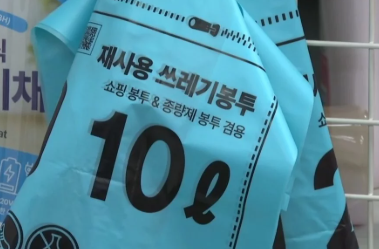 재사용 쓰레기봉투
쇼핑 봉투 & 종량제 봉투 겸용
10ℓ